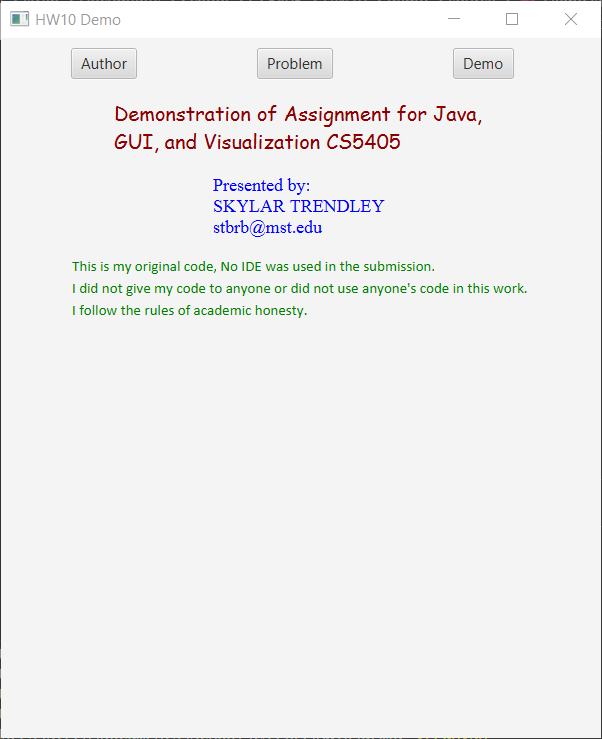 HW10 Demo
Author Problem Demo
Demonstration of Assignment for Java,
GUI, and Visualization CS5405
Presented by:
SKYLAR TRENDLEY
stbrb@mst.edu
This is my original code, No IDE was used in the submission.
I did not give my code to anyone or did not use anyone's code in this work.
I follow the rules of academic honesty.